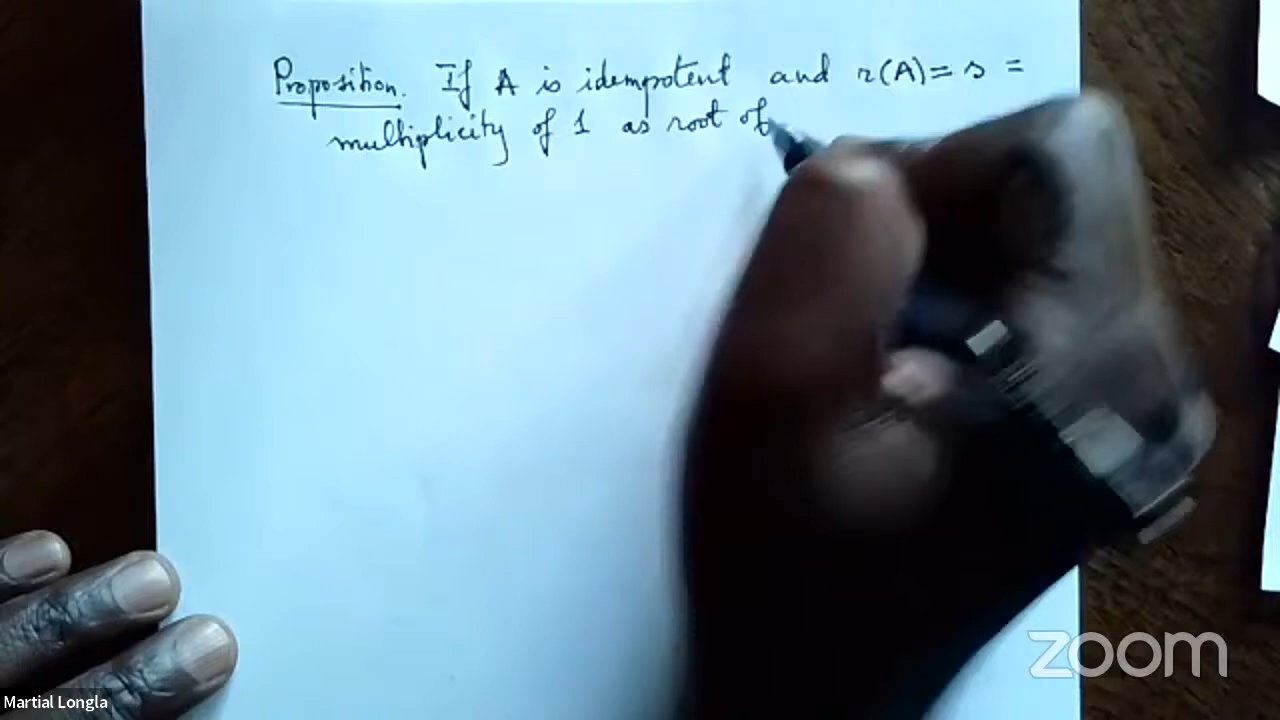 Proposition. If A is idempotent and r(A) = s =
multiplicity of 1 as root of
zoom
Martial Longla